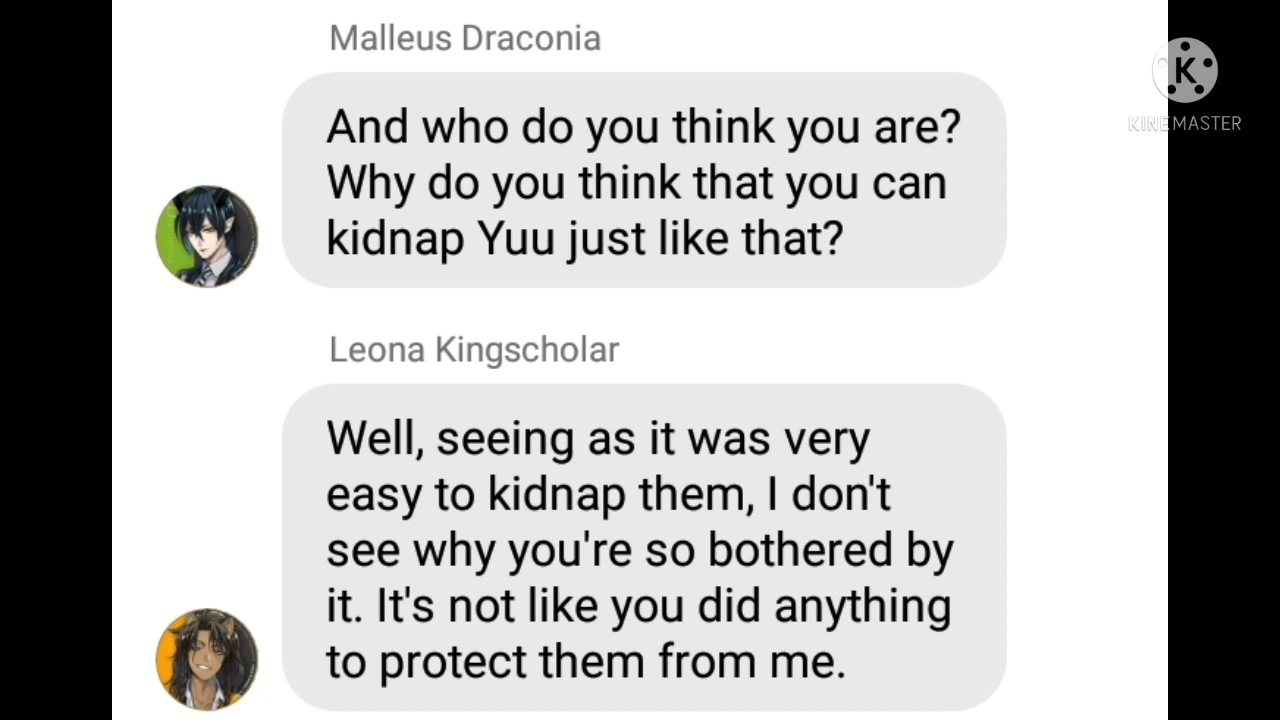 Malleus Draconia
And who do you think you are?
Why do you think that you can
kidnap Yuu just like that?
K
KINEMASTER
Leona Kingscholar
Well, seeing as it was very
easy to kidnap them, I don't
see why you're so bothered by
it. It's not like you did anything
to protect them from me.